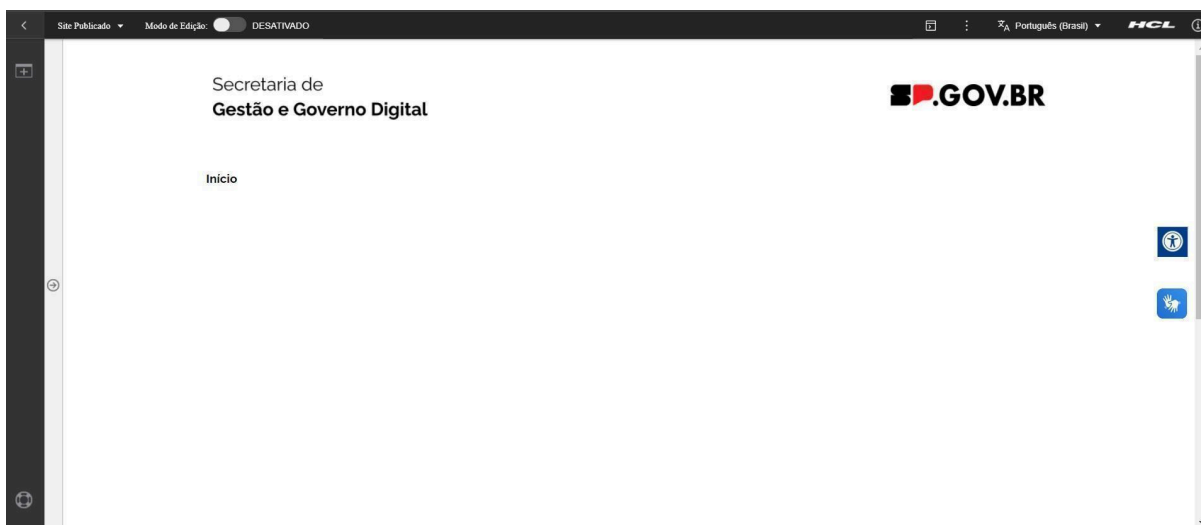 Site Publicado
Modo de Edição: DESATIVADO
Português (Brasil)
HCL
Secretaria de
Gestão e Governo Digital
SP.GOV.BR
Início